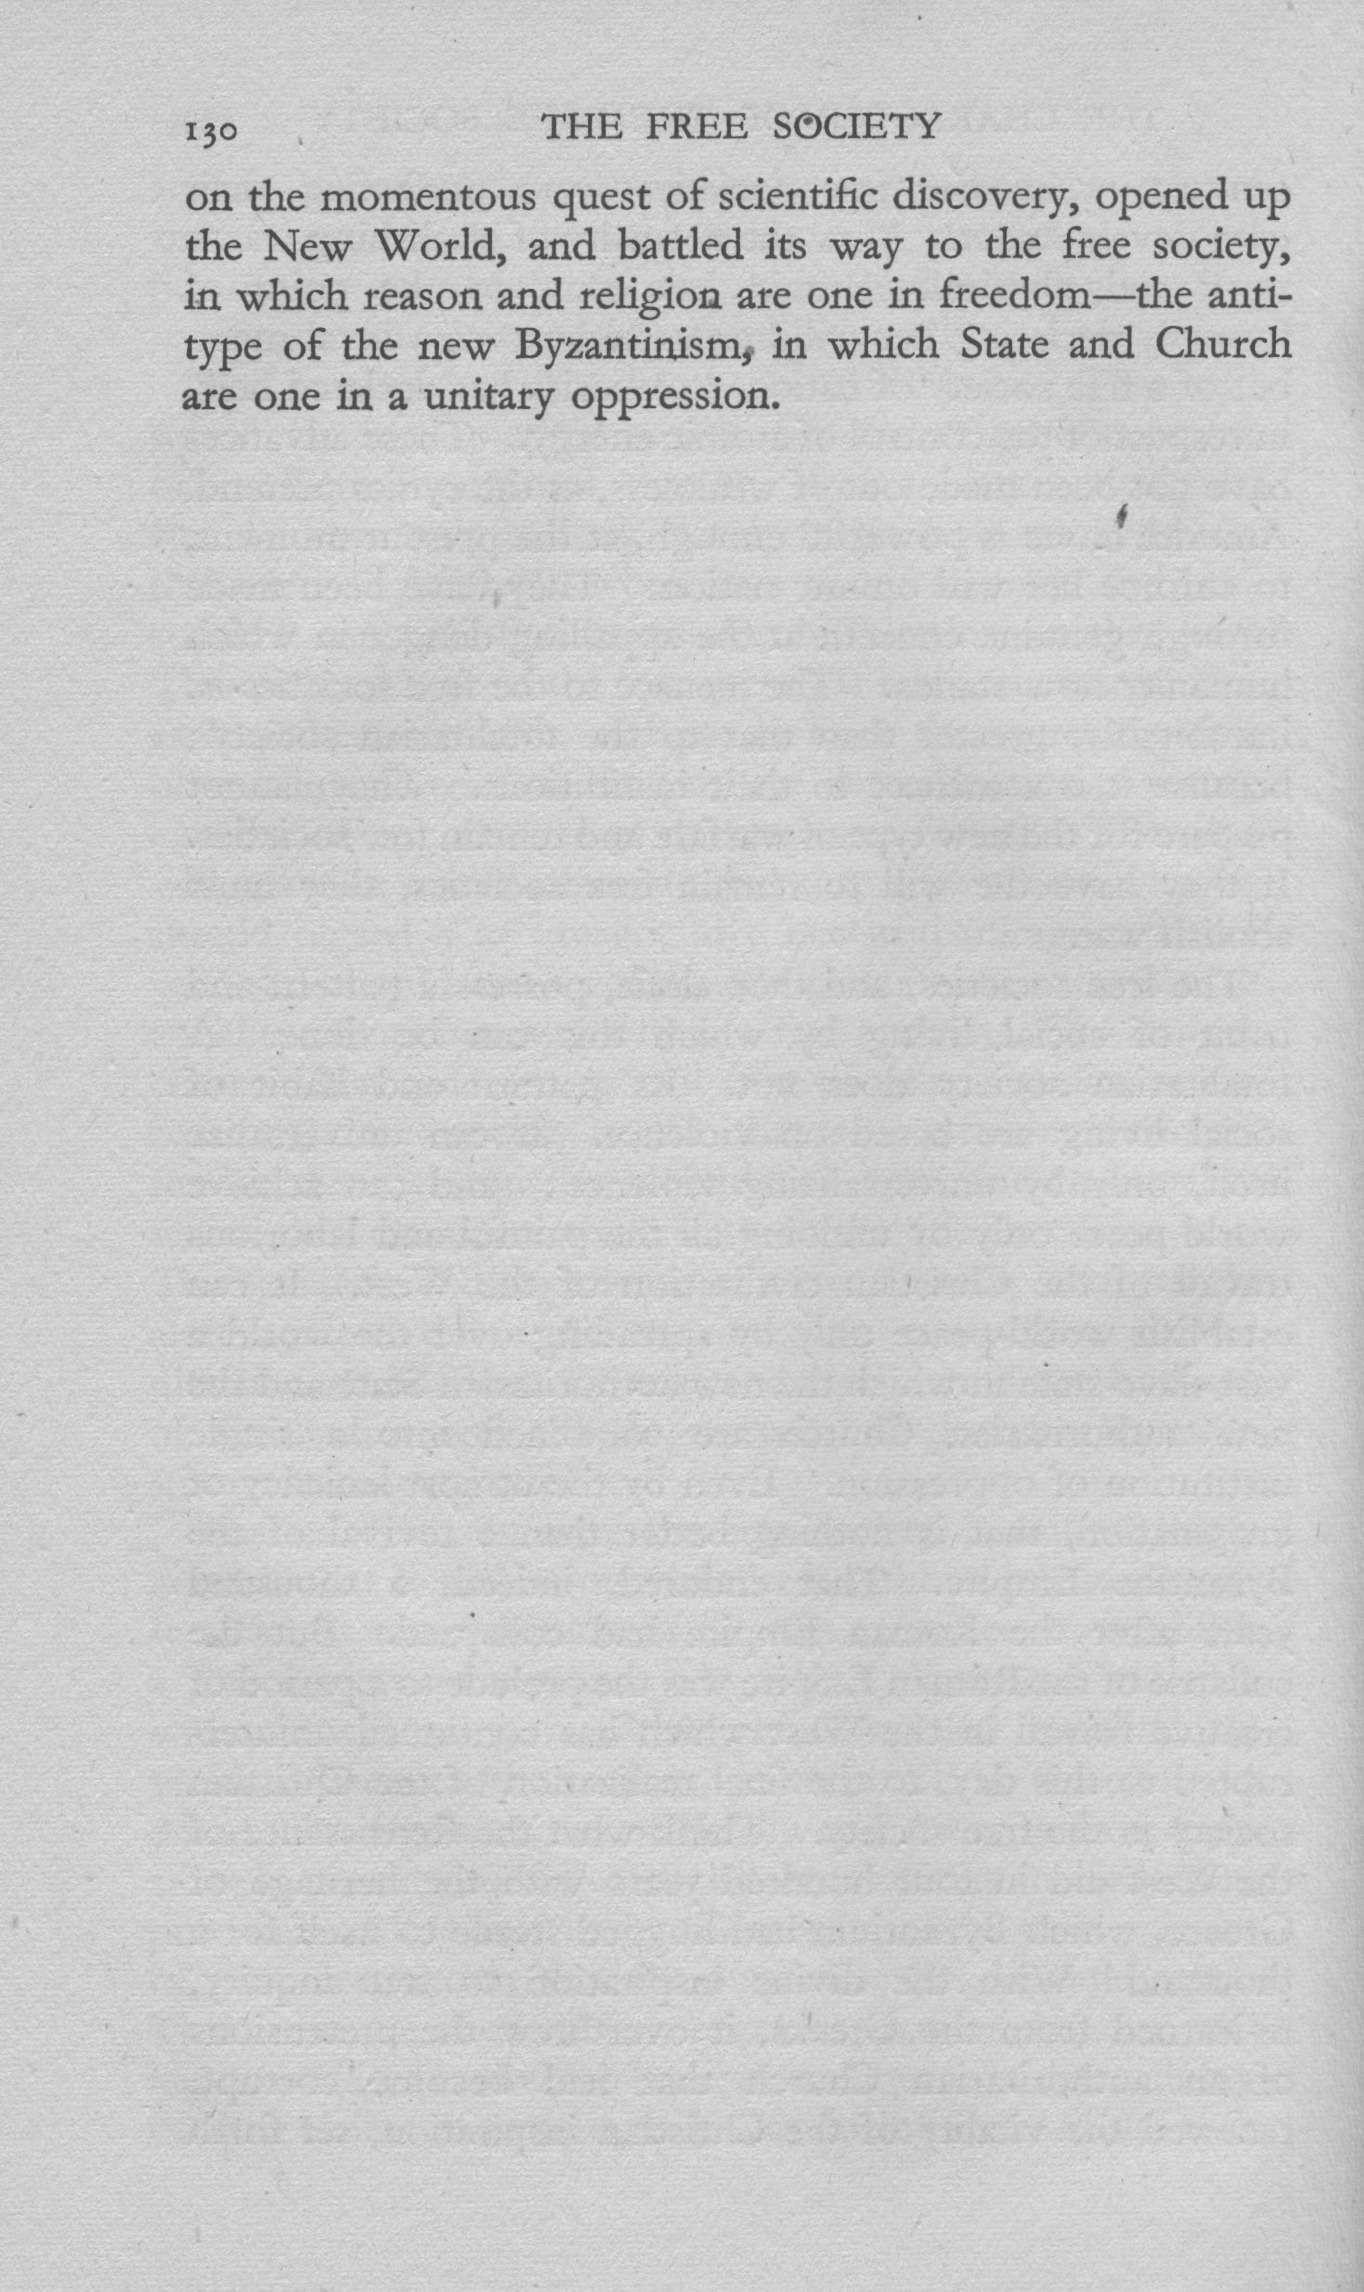 130 THE FREE SOCIETY
on the momentous quest of scientific discovery, opened up
the New World, and battled its way to the free society,
in which reason and religion are one in freedom—the anti-
type of the new Byzantinism, in which State and Church
are one in a unitary oppression.